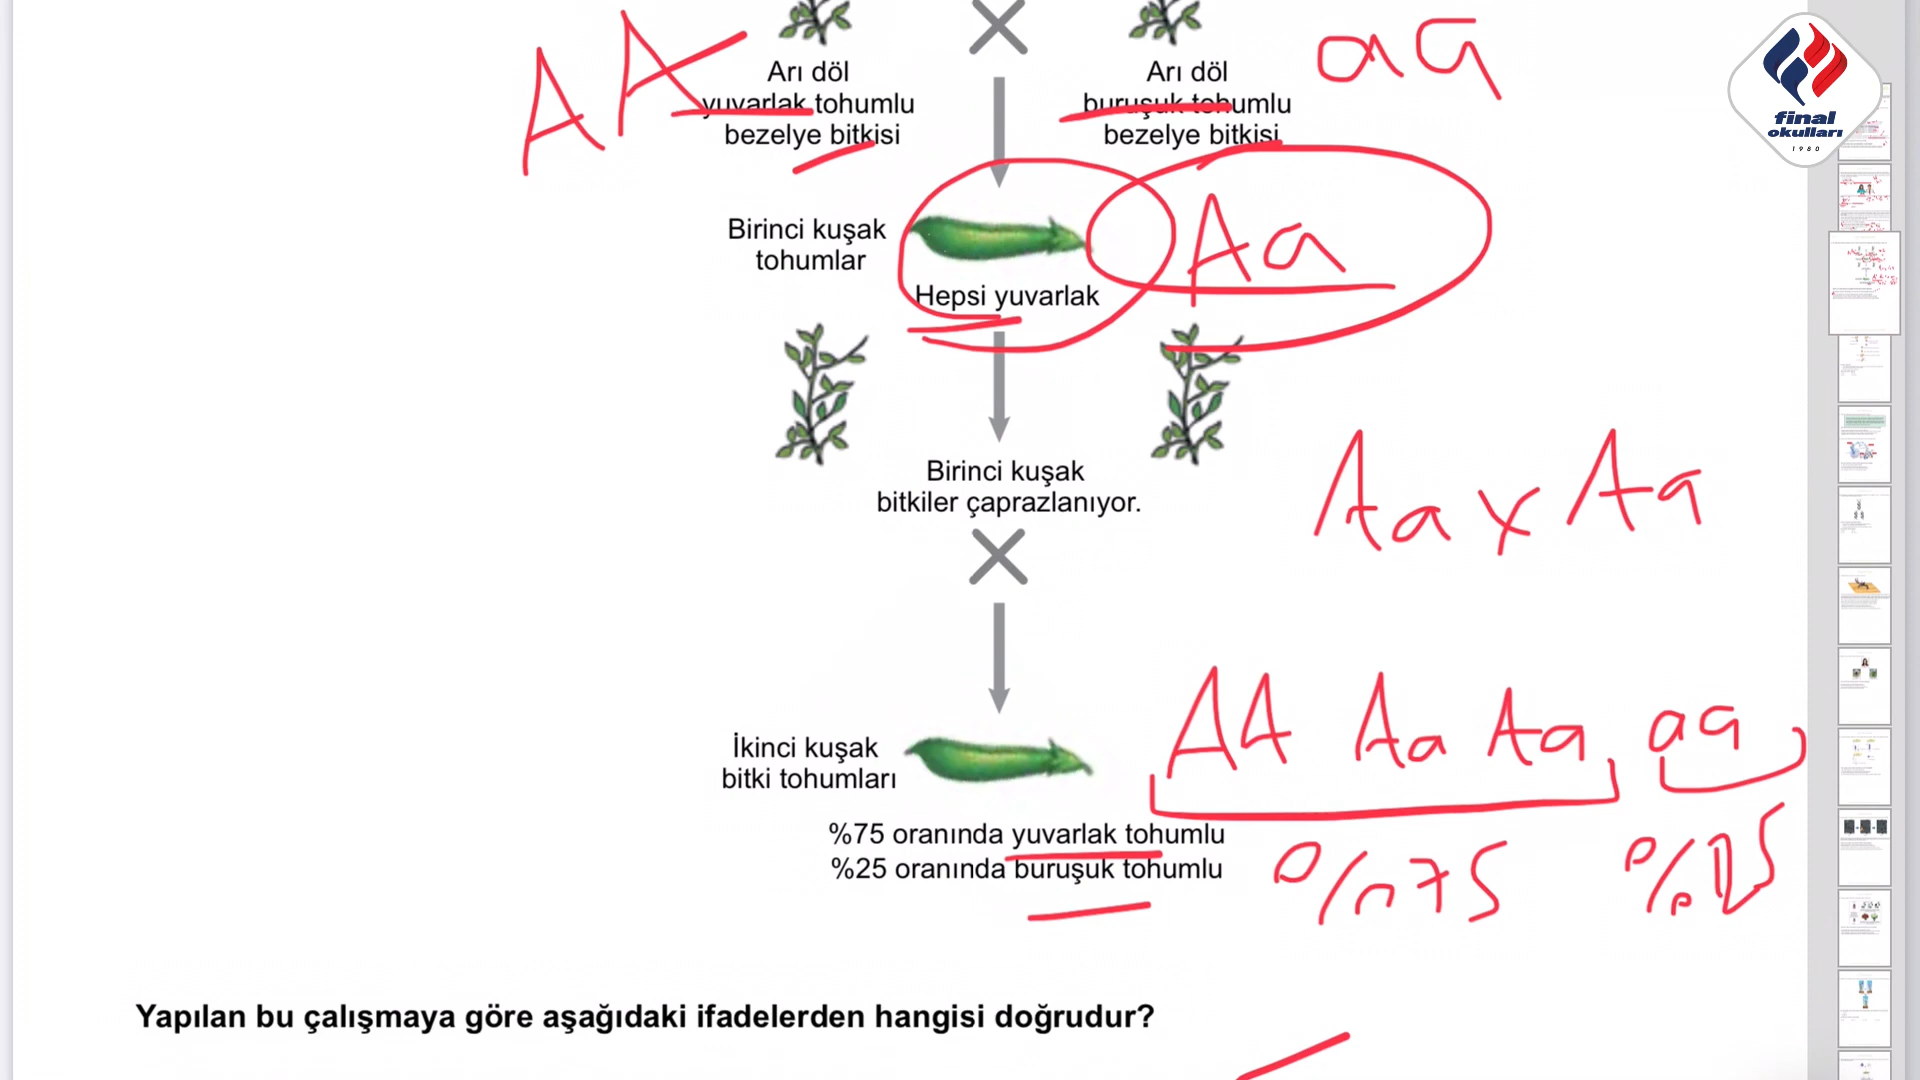 AA
Arı döl
yuvarlak tohumlu
bezelye bitkisi
Arı döl
buruşuk tohumlu
bezelye bitkisi
aa
final
okulları
1980
Birinci kuşak
tohumlar
Hepsi yuvarlak
Aa
Birinci kuşak
bitkiler çaprazlanıyor.
Aa x Aa
İkinci kuşak
bitki tohumları
AA Aa Aa aa
%75 oranında yuvarlak tohumlu
%25 oranında buruşuk tohumlu
%75 %25
Yapılan bu çalışmaya göre aşağıdaki ifadelerden hangisi doğrudur?